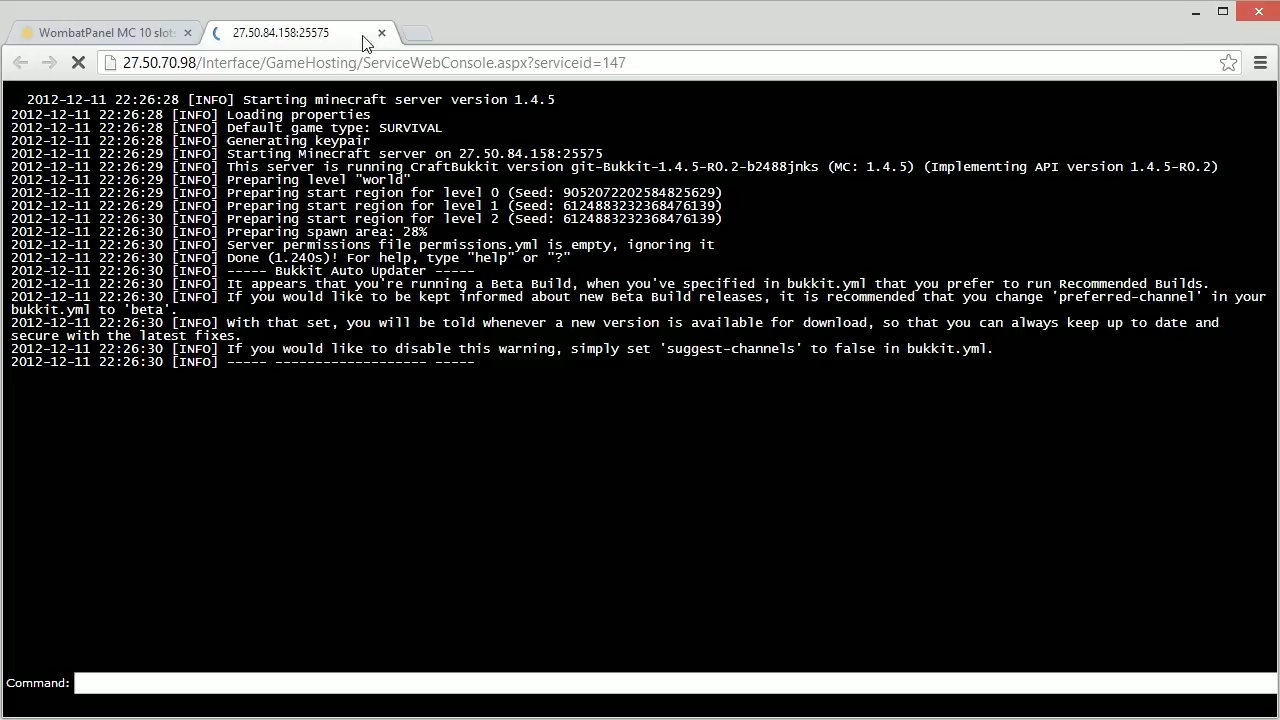 WombatPanel MC 10 slots
27.50.84.158:25575
27.50.70.98/Interface/GameHosting/ServiceWebConsole.aspx?serviceid=147
2012-12-11 22:26:28 [INFO] Starting minecraft server version 1.4.5
2012-12-11 22:26:28 [INFO] Loading properties
2012-12-11 22:26:28 [INFO] Default game type: SURVIVAL
2012-12-11 22:26:28 [INFO] Generating keypair
2012-12-11 22:26:29 [INFO] Starting Minecraft server on 27.50.84.158:25575
2012-12-11 22:26:29 [INFO] This server is running CraftBukkit version git-Bukkit-1.4.5-R0.2-b2488jnks (MC: 1.4.5) (Implementing API version 1.4.5-R0.2)
2012-12-11 22:26:29 [INFO] Preparing level "world"
2012-12-11 22:26:29 [INFO] Preparing start region for level 0 (Seed: 9052072202584825629)
2012-12-11 22:26:29 [INFO] Preparing start region for level 1 (Seed: 6124883232368476139)
2012-12-11 22:26:30 [INFO] Preparing start region for level 2 (Seed: 6124883232368476139)
2012-12-11 22:26:30 [INFO] Preparing spawn area: 28%
2012-12-11 22:26:30 [INFO] Server permissions file permissions.yml is empty, ignoring it
2012-12-11 22:26:30 [INFO] Done (1.240s)! For help, type "help" or "?"
2012-12-11 22:26:30 [INFO] ----- Bukkit Auto Updater -----
2012-12-11 22:26:30 [INFO] It appears that you're running a Beta Build, when you've specified in bukkit.yml that you prefer to run Recommended Builds.
2012-12-11 22:26:30 [INFO] If you would like to be kept informed about new Beta Build releases, it is recommended that you change 'preferred-channel' in your
bukkit.yml to 'beta'.
2012-12-11 22:26:30 [INFO] With that set, you will be told whenever a new version is available for download, so that you can always keep up to date and
secure with the latest fixes.
2012-12-11 22:26:30 [INFO] If you would like to disable this warning, simply set 'suggest-channels' to false in bukkit.yml.
2012-12-11 22:26:30 [INFO] ----- ------------------- -----
Command: